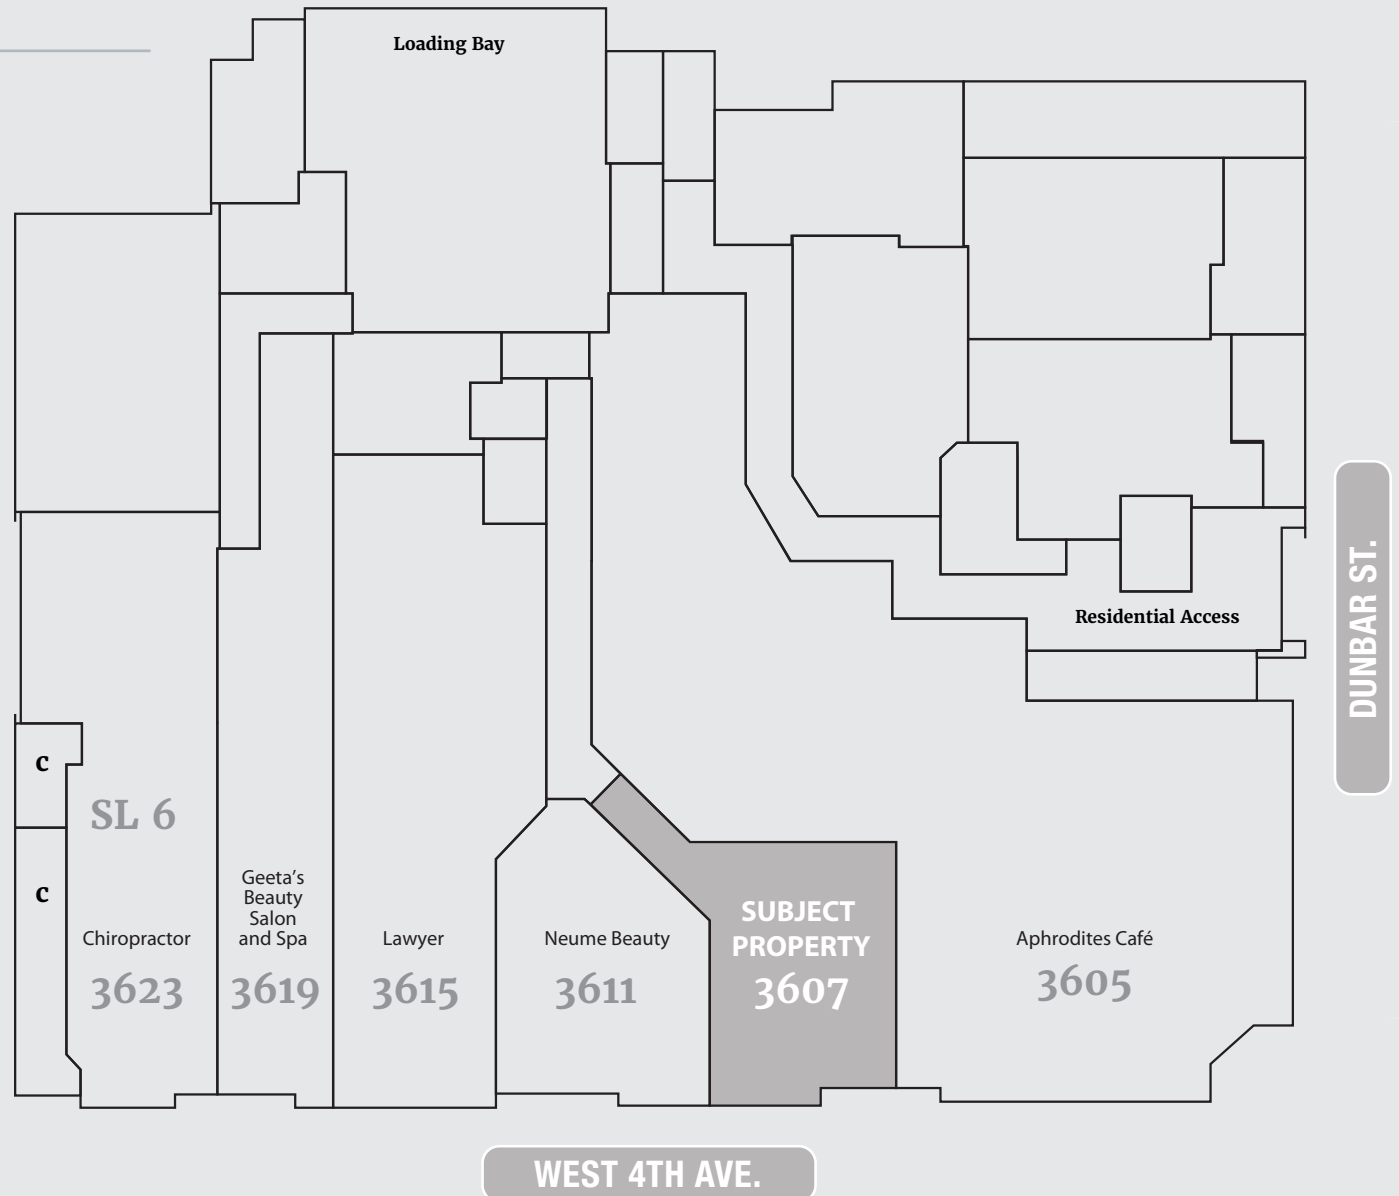 Loading Bay
Residential Access
DUNBAR ST.
c
SL 6
c
Chiropractor
3623
Geeta's
Beauty
Salon
and Spa
3619
Lawyer
3615
Neume Beauty
3611
SUBJECT
PROPERTY
3607
Aphrodites Café
3605
WEST 4TH AVE.